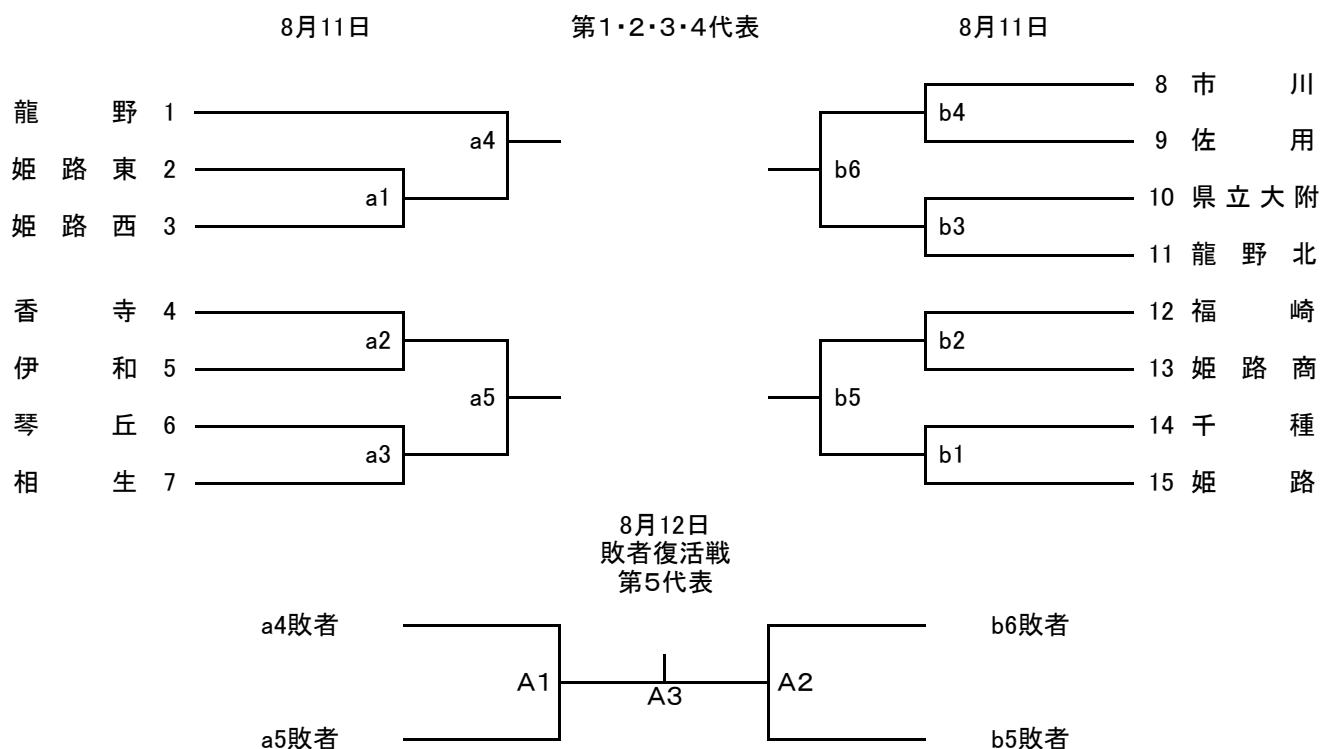 8月11日 第1・2・3・4代表 8月11日
8 市川
龍野 1
b4
a4
9 佐用
姫路東 2
b6
a1
10 県立大附
姫路西 3
b3
11 龍野北
香寺 4
12 福崎
a2
b2
伊和 5
13 姫路商
a5
b5
琴丘 6
14 千種
a3
b1
相生 7
15 姫路
8月12日
敗者復活戦
第5代表
a4敗者 b6敗者
A1 A3 A2
a5敗者 b5敗者